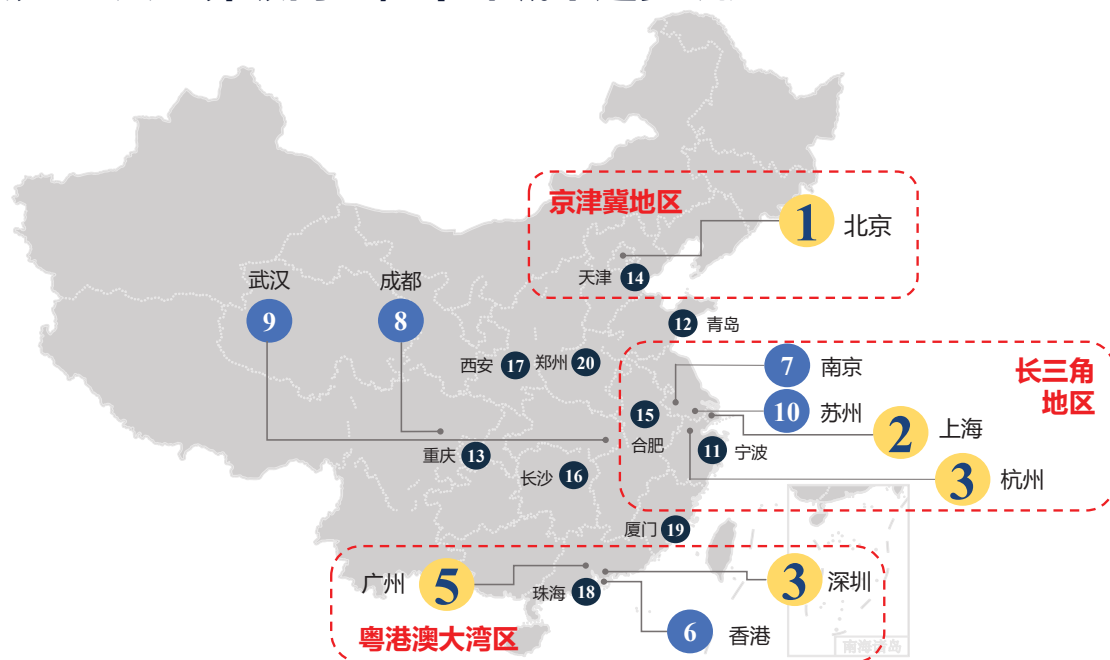 京津冀地区
1 北京
天津 14
武汉
成都
9
8
12 青岛
西安 17
郑州 20
7 南京
长三角
地区
15
合肥
10 苏州
2 上海
重庆 13
11 宁波
长沙 16
3 杭州
厦门 19
广州 5
珠海 18
3 深圳
粤港澳大湾区
6 香港
南海诸岛